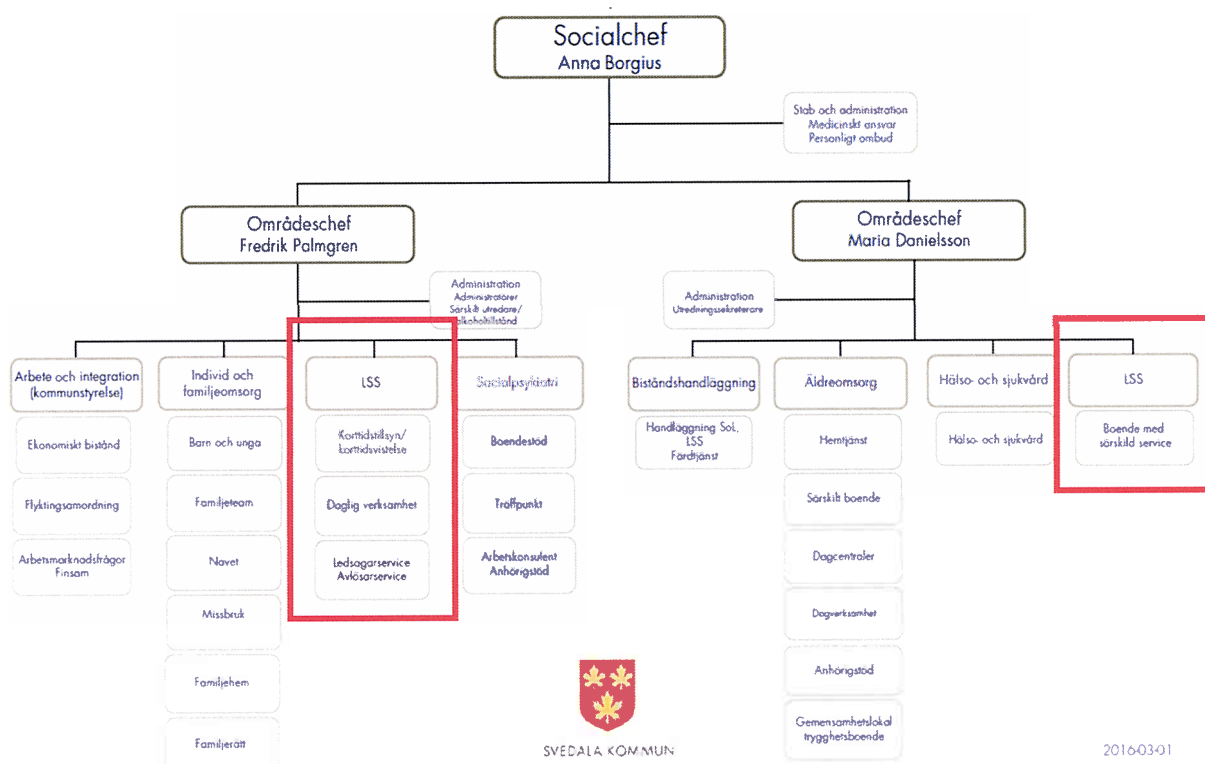 Socialchef
Anna Borgius
Stab och administration
Medicinskt ansvar
Personligt ombud
Områdeschef
Fredrik Palmgren
Områdeschef
Maria Danielsson
Administration
Administratörer
Särskilt utredare/
alkoholtillstånd
Administration
Utredningssekreterare
Arbete och integration
(kommunstyrelse)
Ekonomiskt bistånd
Flyktingsamordning
Arbetsmarknadsfrågor
Finsam
Individ och
familjeomsorg
Barn och unga
Familjeteam
Navet
Missbruk
Familjehem
Familjerätt
LSS
Korttidstillsyn/
korttidsvistelse
Daglig verksamhet
Ledsagarservice
Avlösarservice
Socialpsykiatri
Boendestöd
Träffpunkt
Arbetskonsulent
Anhörigstöd
Biståndshandläggning
Handläggning SoL,
LSS
Färdtjänst
Äldreomsorg
Hemtjänst
Särskilt boende
Dagcentraler
Dagverksamhet
Anhörigstöd
Gemensamhetslokal
trygghetsboende
Hälso- och sjukvård
Hälso- och sjukvård
LSS
Boende med
särskild service
SVEDALA KOMMUN
2016-03-01